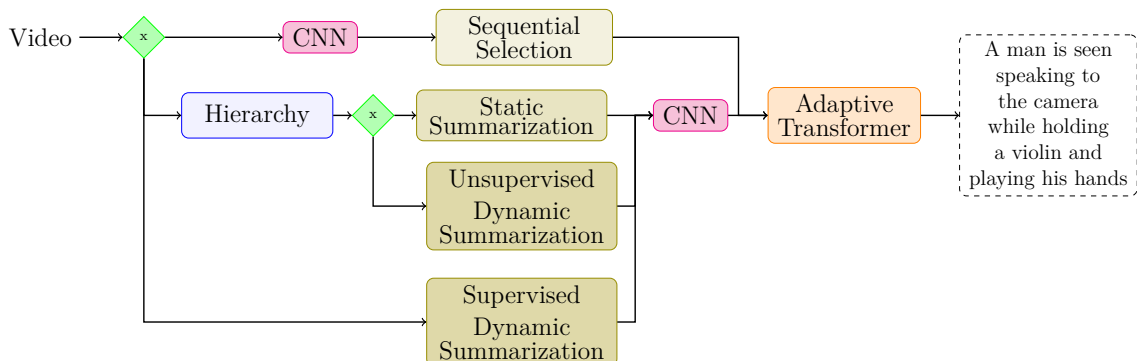 Video
x
CNN
Sequential
Selection
Hierarchy
x
Static
Summarization
Unsupervised
Dynamic
Summarization
Supervised
Dynamic
Summarization
CNN
Adaptive
Transformer
A man is seen
speaking to
the camera
while holding
a violin and
playing his hands